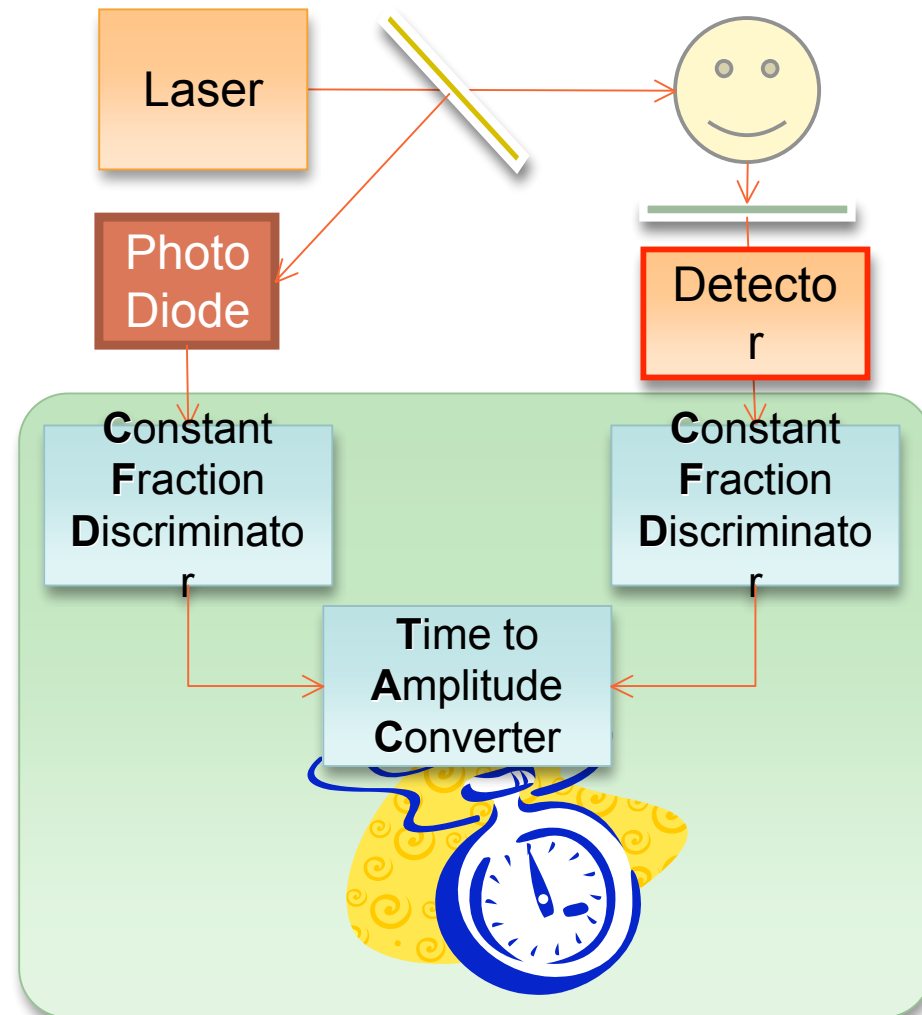 Laser
Photo
Diode
Detecto
r
Constant
Fraction
Discriminato
r
Constant
Fraction
Discriminato
r
Time to
Amplitude
Converter